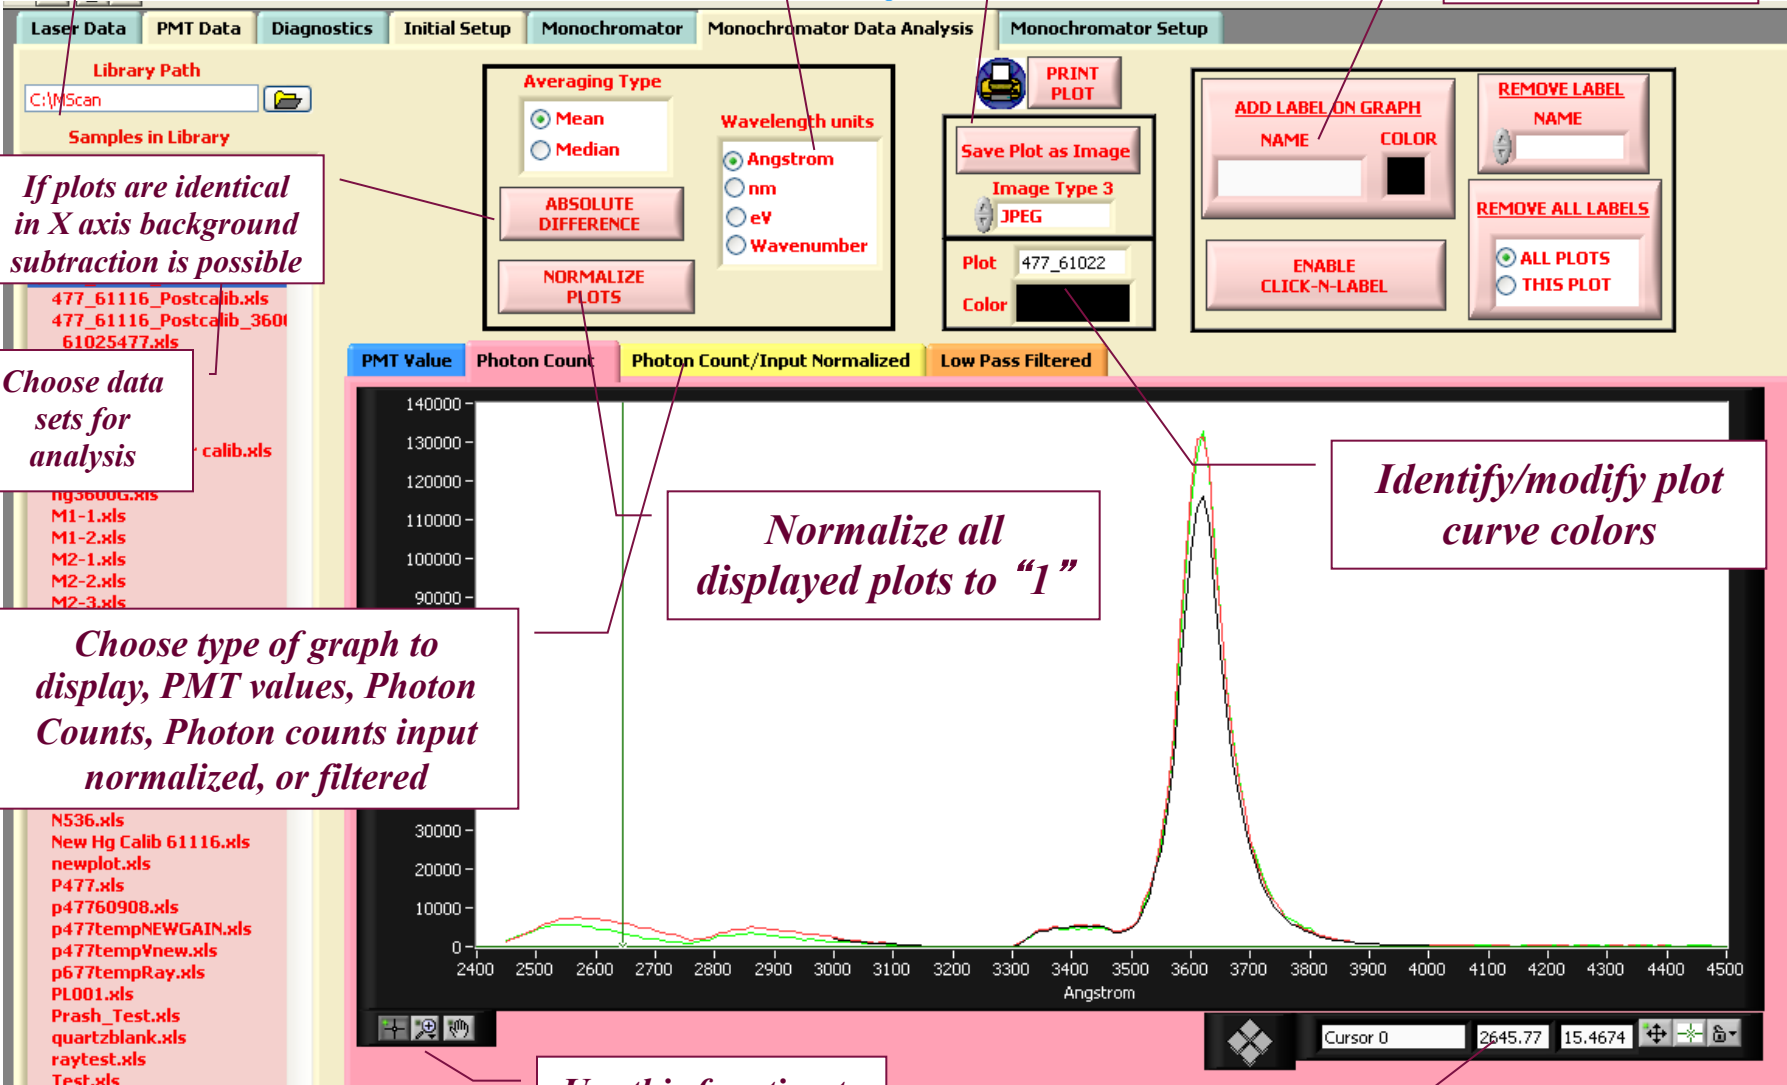 Laser Data
PMT Data
Diagnostics
Initial Setup
Monochromator
Monochromator Data Analysis
Monochromator Setup
Library Path
C:\MScan
Samples in Library
If plots are identical
in X axis background
subtraction is possible
477_61116_Postcalib.xls
477_61116_Postcalib_360
61025477.xls
Choose data
sets for
analysis
calib.xls
hg3600G.xls
M1-1.xls
M1-2.xls
M2-1.xls
M2-2.xls
M2-3.xls
Choose type of graph to
display, PMT values, Photon
Counts, Photon counts input
normalized, or filtered
N536.xls
New Hg Calib 61116.xls
newplot.xls
P477.xls
p47760908.xls
p477tempNEWGAIN.xls
p477tempVnew.xls
p677tempRay.xls
PL001.xls
Prash_Test.xls
quartzblank.xls
raytest.xls
Test.xls
Averaging Type
Mean
Median
ABSOLUTE
DIFFERENCE
NORMALIZE
PLOTS
Wavelength units
Angstrom
nm
eV
Wavenumber
PRINT
PLOT
Save Plot as Image
Image Type 3
JPEG
Plot 477_61022
Color
ADD LABEL ON GRAPH
NAME COLOR
ENABLE
CLICK-N-LABEL
REMOVE LABEL
NAME
REMOVE ALL LABELS
ALL PLOTS
THIS PLOT
PMT Value
Photon Count
Photon Count/Input Normalized
Low Pass Filtered
140000
130000
120000
110000
100000
90000
30000
20000
10000
0
Normalize all
displayed plots to “1”
Identify/modify plot
curve colors
2400 2500 2600 2700 2800 2900 3000 3100 3200 3300 3400 3500 3600 3700 3800 3900 4000 4100 4200 4300 4400 4500
Angstrom
Cursor 0 2645.77 15.4674
Use this function to